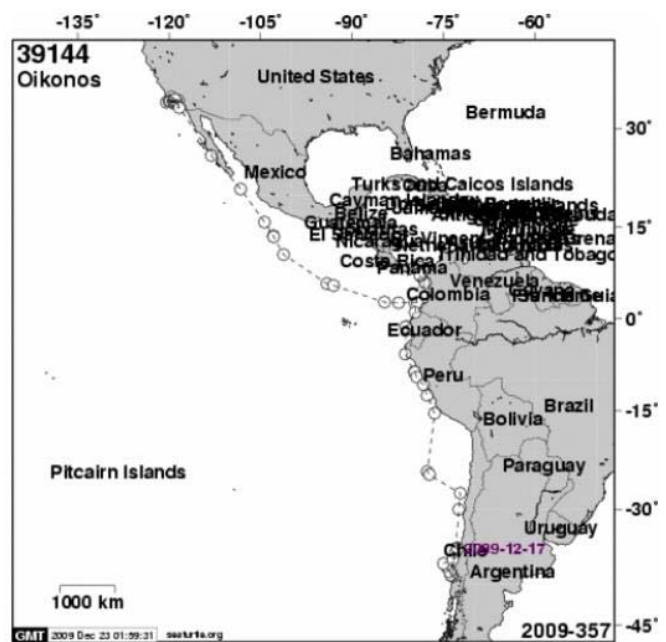 -120° -105° -90° -75° -60°
39144
Oikonos
United States
Bermuda
30°
Bahamas
Mexico
Turks and Caicos Islands
Cayman Islands
Belize
Guatemala
15°
El Salvador
Nicaragua
Trinidad and Tobago
Costa Rica
Panama
Venezuela
Guyana
Colombia
0°
Ecuador
Peru
Brazil
-15°
Bolivia
Pitcairn Islands
Paraguay
-30°
Uruguay
Chile 2009-12-17
Argentina
1000 km
-45°
2009-357
GMT 2009 Dec 23 01:59:31 seaturtle.org